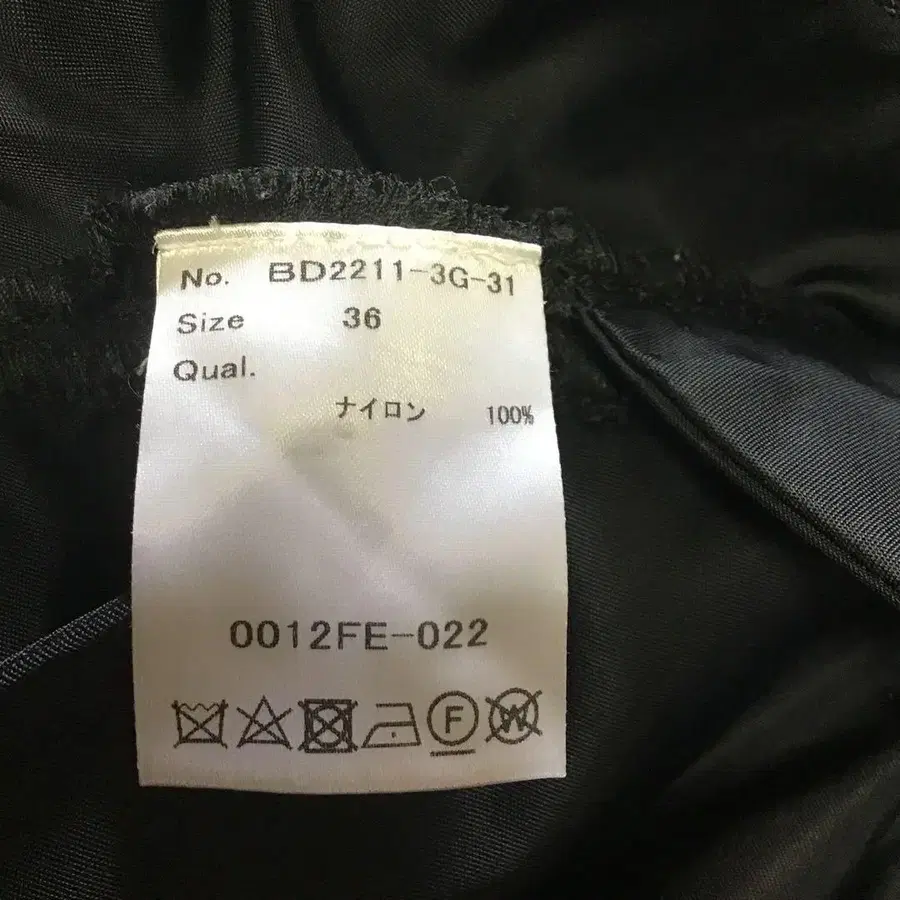 No. BD2211-3G-31
Size 36
Qual.
ナイロン 100%
0012FE-022
F W